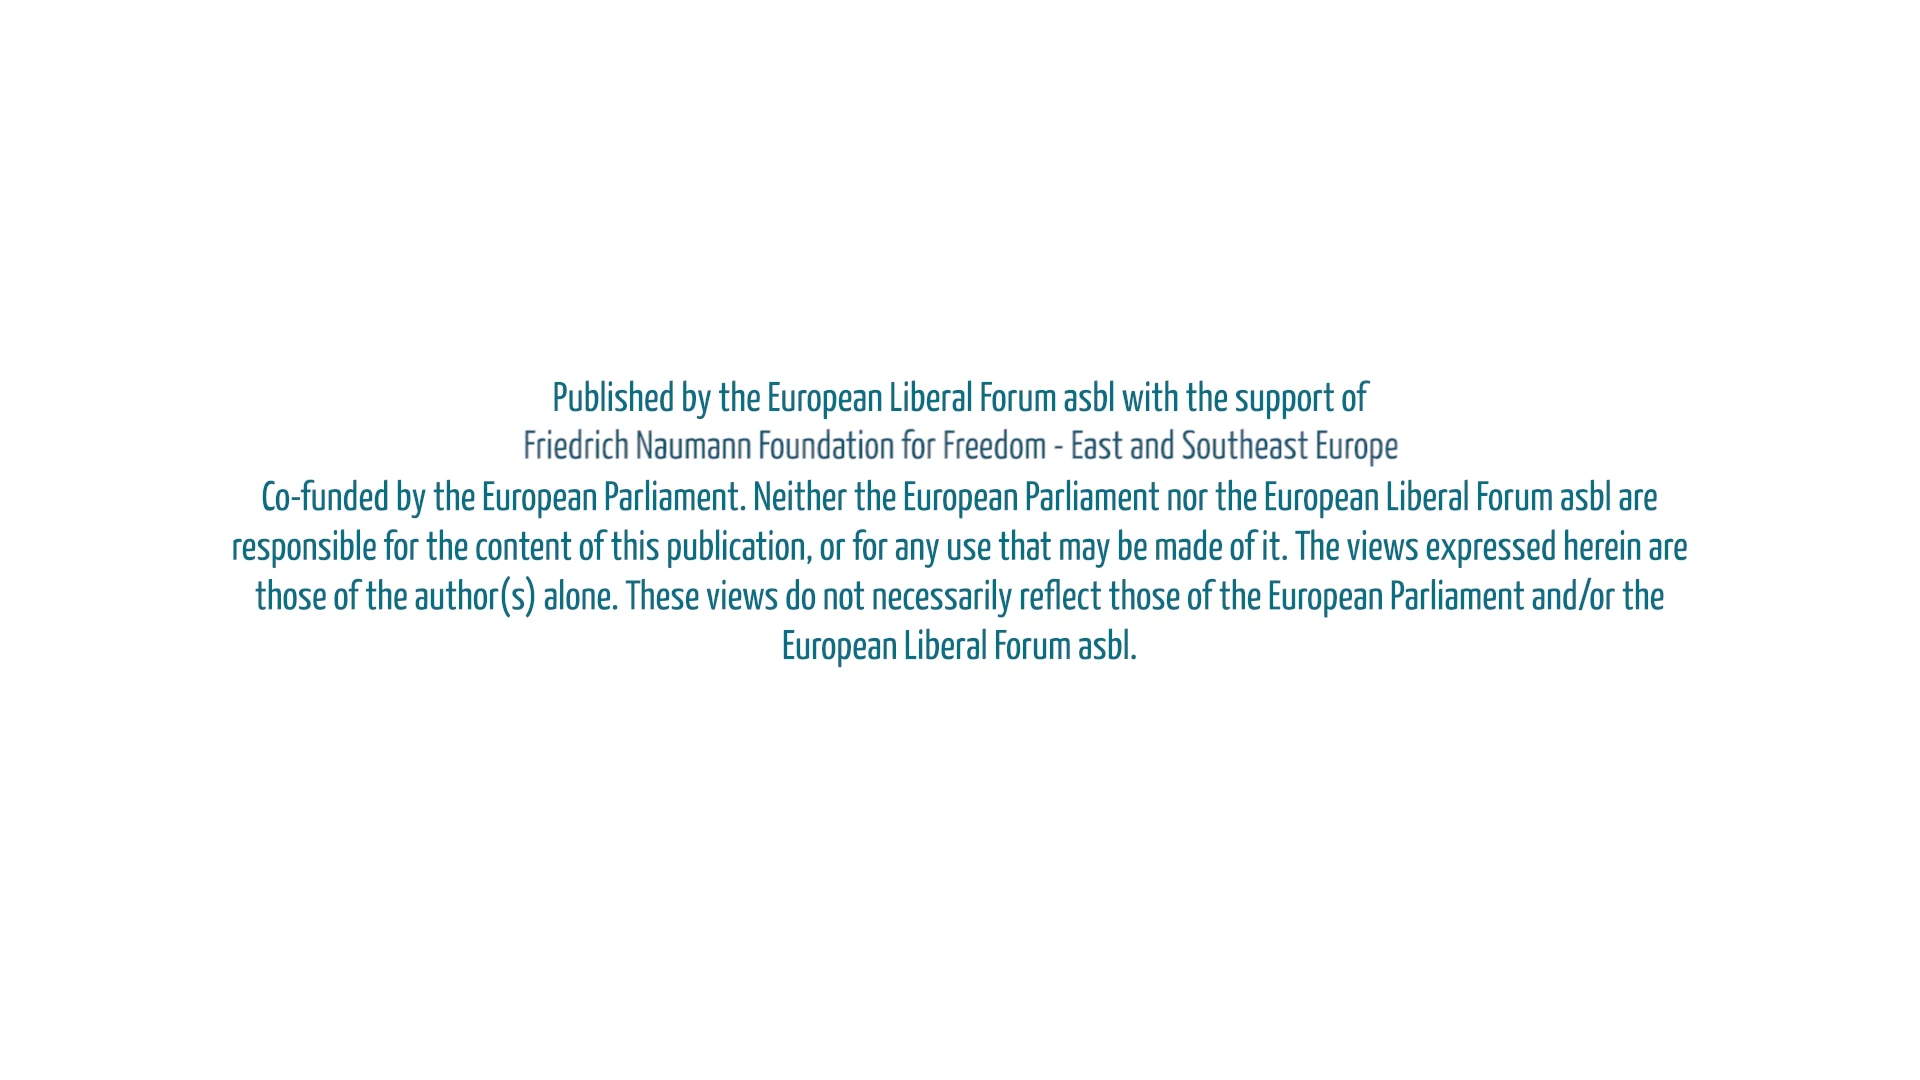 Published by the European Liberal Forum asbl with the support of
Friedrich Naumann Foundation for Freedom - East and Southeast Europe
Co-funded by the European Parliament. Neither the European Parliament nor the European Liberal Forum asbl are
responsible for the content of this publication, or for any use that may be made of it. The views expressed herein are
those of the author(s) alone. These views do not necessarily reflect those of the European Parliament and/or the
European Liberal Forum asbl.